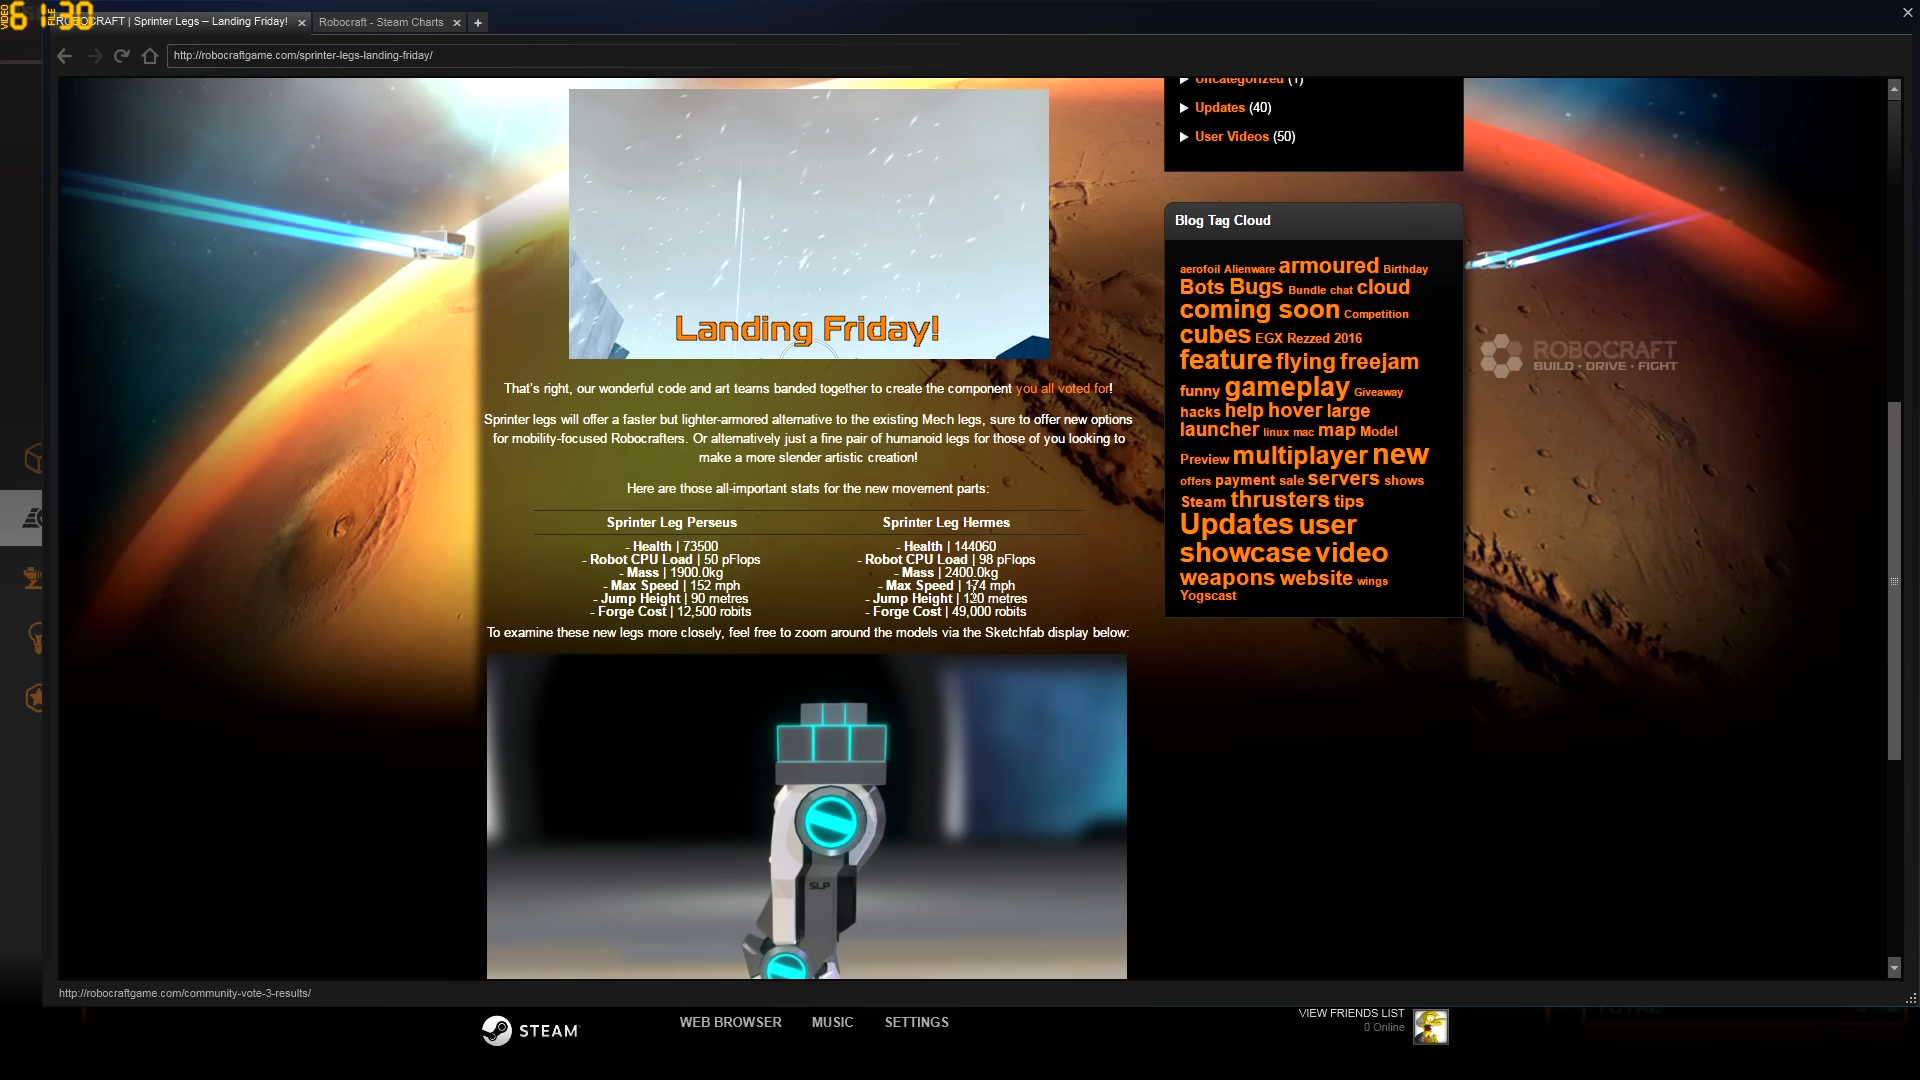 VIDEO
61
FILE
30
ROBOCRAFT | Sprinter Legs – Landing Friday!
Robocraft - Steam Charts
http://robocraftgame.com/sprinter-legs-landing-friday/
Landing Friday!
That's right, our wonderful code and art teams banded together to create the component you all voted for!
Sprinter legs will offer a faster but lighter-armored alternative to the existing Mech legs, sure to offer new options
for mobility-focused Robocrafters. Or alternatively just a fine pair of humanoid legs for those of you looking to
make a more slender artistic creation!
Here are those all-important stats for the new movement parts:
Sprinter Leg Perseus
- Health | 73500
- Robot CPU Load | 50 pFlops
- Mass | 1900.0kg
- Max Speed | 152 mph
- Jump Height | 90 metres
- Forge Cost | 12,500 robits
Sprinter Leg Hermes
- Health | 144060
- Robot CPU Load | 98 pFlops
- Mass | 2400.0kg
- Max Speed | 174 mph
- Jump Height | 120 metres
- Forge Cost | 49,000 robits
To examine these new legs more closely, feel free to zoom around the models via the Sketchfab display below:
SLP
Uncategorized (1)
Updates (40)
User Videos (50)
Blog Tag Cloud
aerofoil Alienware armoured Birthday
Bots Bugs Bundle chat cloud
coming soon Competition
cubes EGX Rezzed 2016
feature flying freejam
funny gameplay Giveaway
hacks help hover large
launcher linux mac map Model
Preview multiplayer new
offers payment sale servers shows
Steam thrusters tips
Updates user
showcase video
weapons website wings
Yogscast
ROBOCRAFT
BUILD • DRIVE • FIGHT
http://robocraftgame.com/community-vote-3-results/
STEAM
WEB BROWSER
MUSIC
SETTINGS
VIEW FRIENDS LIST
0 Online
TOTAL